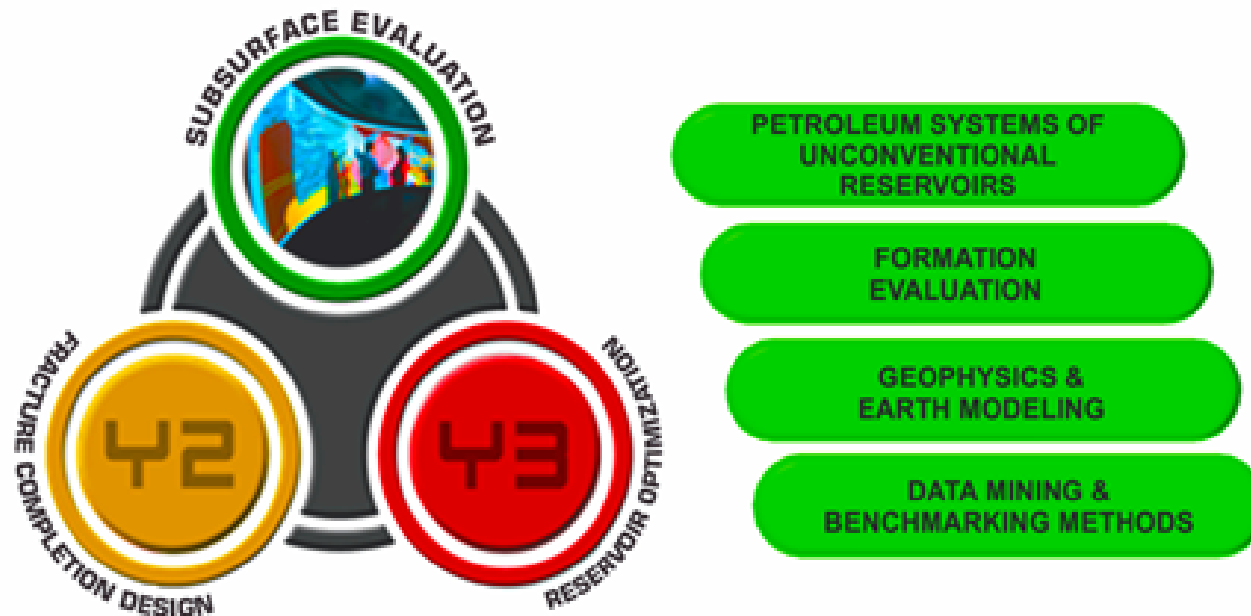 SUBSURFACE EVALUATION
PETROLEUM SYSTEMS OF
UNCONVENTIONAL
RESERVOIRS
FORMATION
EVALUATION
GEOPHYSICS &
EARTH MODELING
DATA MINING &
BENCHMARKING METHODS
FRACTURE COMPLETION DESIGN
Y2
Y3
RESERVOIR OPTIMIZATION